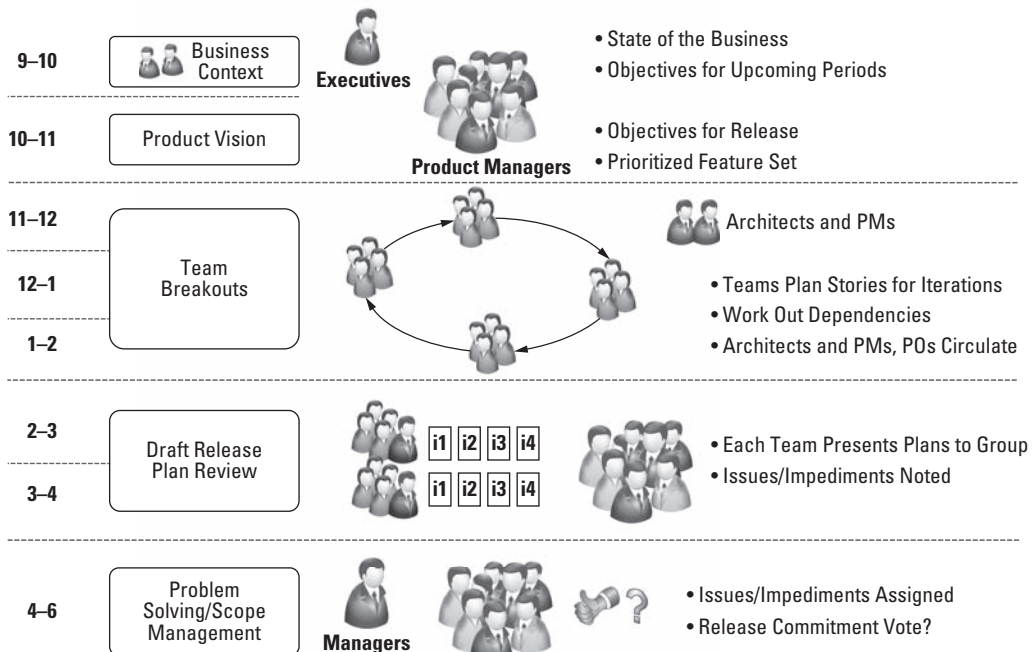 9–10
Business
Context
Executives
• State of the Business
• Objectives for Upcoming Periods
10–11
Product Vision
Product Managers
• Objectives for Release
• Prioritized Feature Set
11–12
12–1
1–2
Team
Breakouts
Architects and PMs
• Teams Plan Stories for Iterations
• Work Out Dependencies
• Architects and PMs, POs Circulate
2–3
3–4
Draft Release
Plan Review
i1 i2 i3 i4
i1 i2 i3 i4
• Each Team Presents Plans to Group
• Issues/Impediments Noted
4–6
Problem
Solving/Scope
Management
Managers
?
• Issues/Impediments Assigned
• Release Commitment Vote?